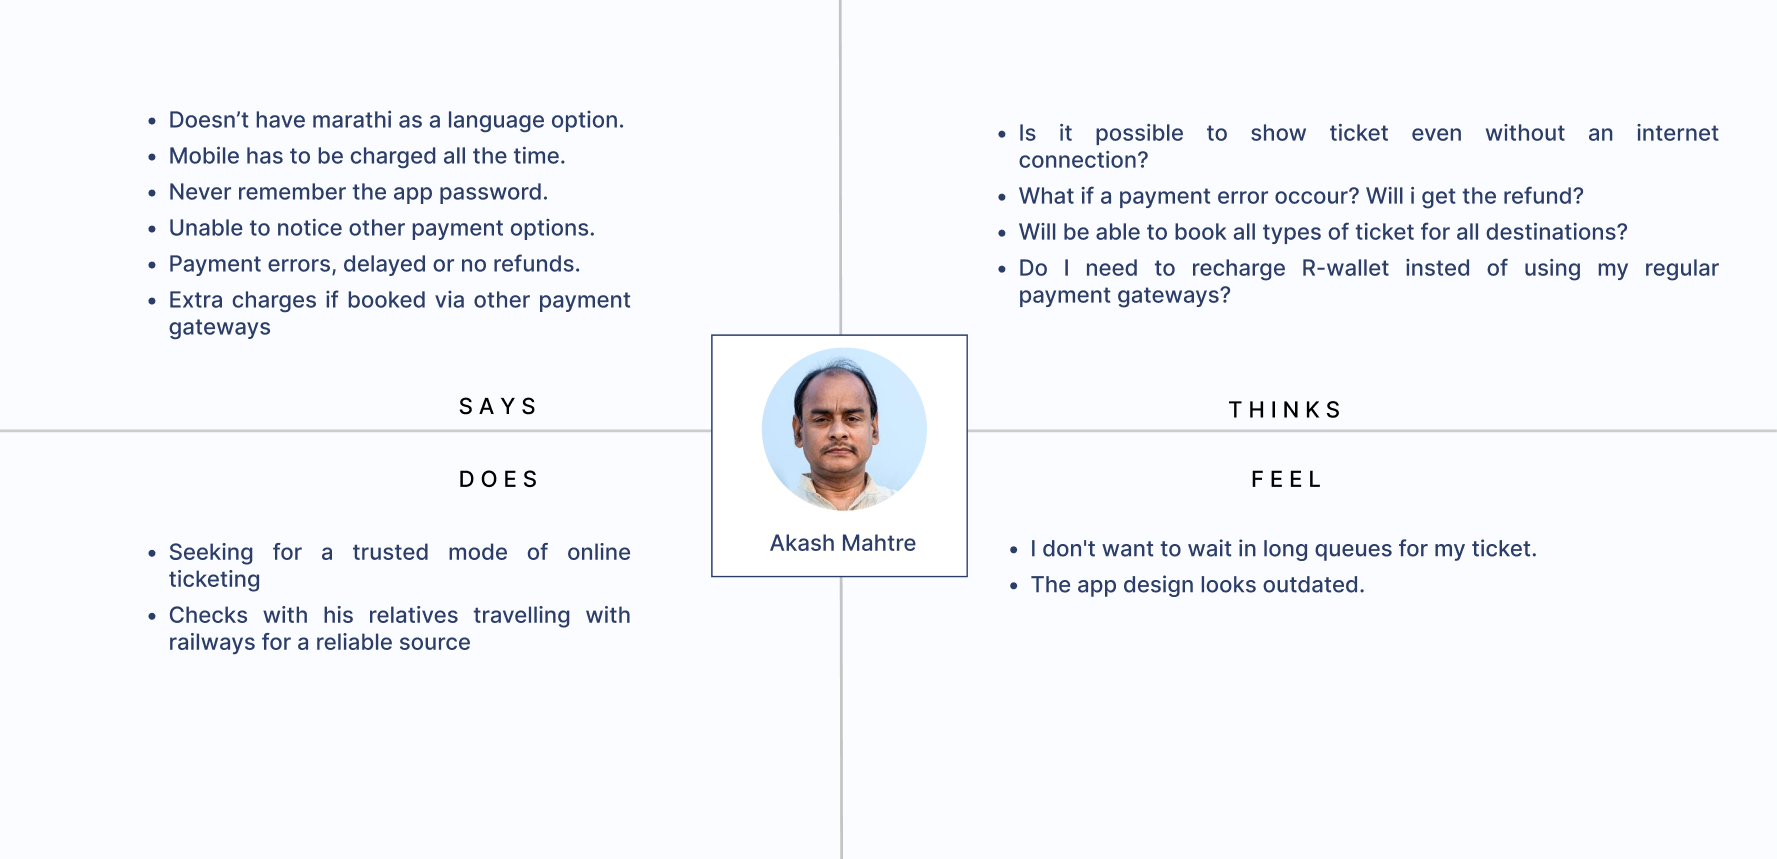 Doesn’t have marathi as a language option.
Mobile has to be charged all the time.
Never remember the app password.
Unable to notice other payment options.
Payment errors, delayed or no refunds.
Extra charges if booked via other payment
gateways
SAYS
Is it possible to show ticket even without an internet
connection?
What if a payment error occour? Will i get the refund?
Will be able to book all types of ticket for all destinations?
Do I need to recharge R-wallet insted of using my regular
payment gateways?
THINKS
Akash Mahtre
DOES
Seeking for a trusted mode of online
ticketing
Checks with his relatives travelling with
railways for a reliable source
FEEL
I don't want to wait in long queues for my ticket.
The app design looks outdated.